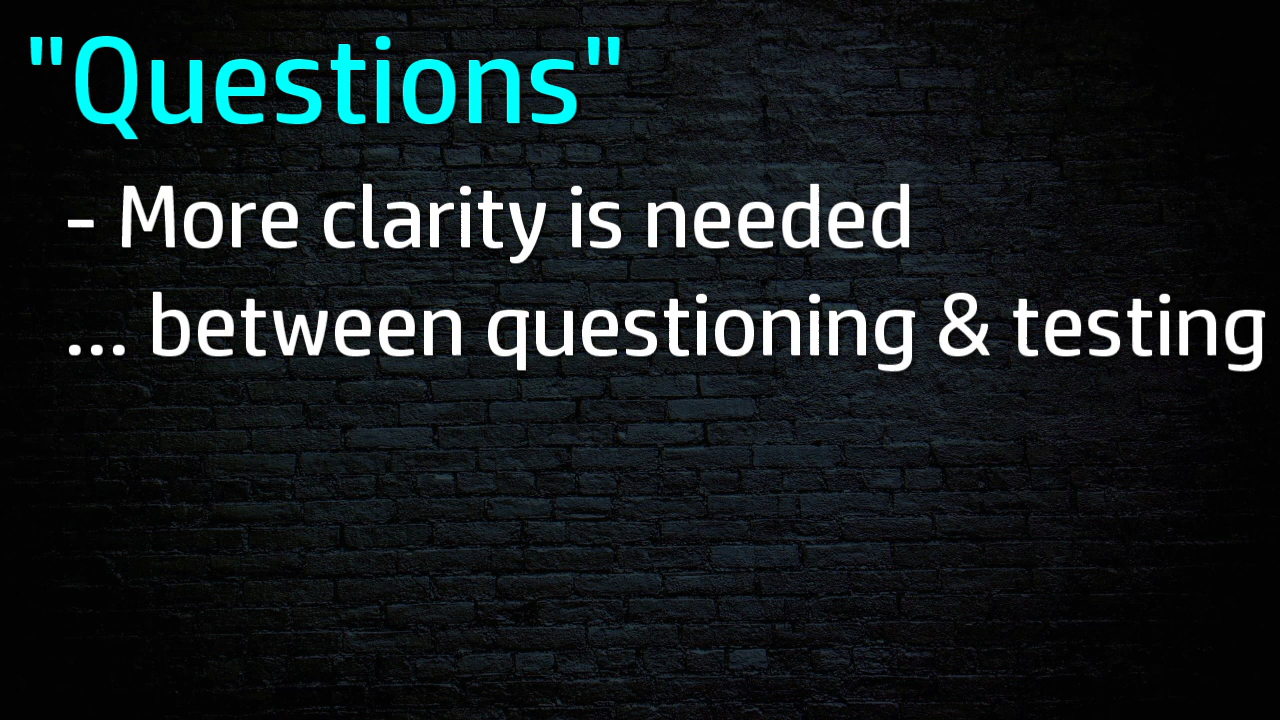 "Questions"
- More clarity is needed
... between questioning & testing